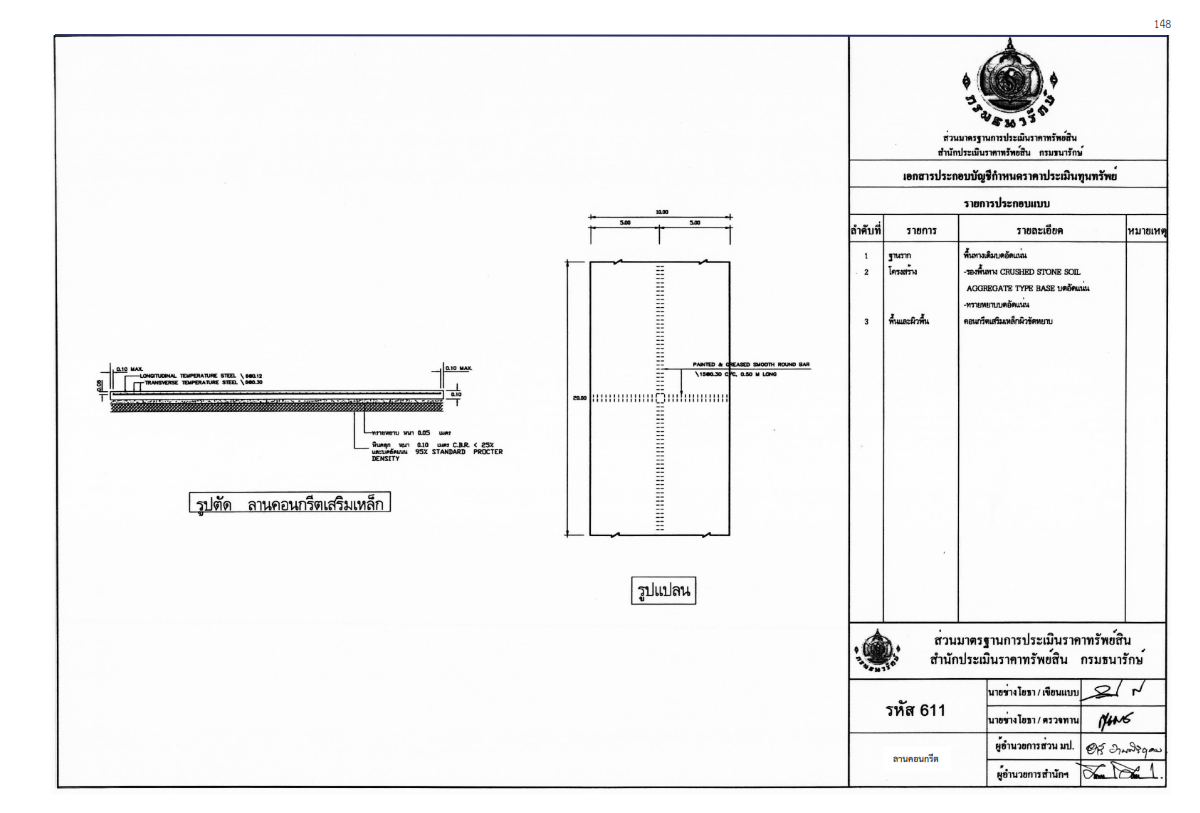 148
กรมธนารักษ์
ส่วนมาตรฐานการประเมินราคาทรัพย์สิน
สำนักประเมินราคาทรัพย์สิน กรมธนารักษ์
เอกสารประกอบบัญชีกำหนดราคาประเมินทุนทรัพย์
รายการประกอบแบบ
ลำดับที่ รายการ รายละเอียด หมายเหตุ
1 ฐานราก พื้นทางเดิมบดอัดแน่น
2 โครงสร้าง -รองพื้นทาง CRUSHED STONE SOIL
AGGREGATE TYPE BASE บดอัดแน่น
-ทรายหยาบบดอัดแน่น
3 พื้นและผิวพื้น คอนกรีตเสริมเหล็กผิวขัดหยาบ
10.00
5.00 5.00
20.00
PAINTED & GREASED SMOOTH ROUND BAR
\15@0.30 C/C, 0.50 M LONG
รูปแปลน
0.10 MAX. 0.10 MAX.
LONGITUDINAL TEMPERATURE STEEL \ 6@0.12
TRANSVERSE TEMPERATURE STEEL \ 6@0.30
0.05
0.10
ทรายหยาบ หนา 0.05 เมตร
หินคลุก หนา 0.10 เมตร C.B.R. < 25%
และบดอัดแน่น 95% STANDARD PROCTER
DENSITY
รูปตัด ลานคอนกรีตเสริมเหล็ก
ส่วนมาตรฐานการประเมินราคาทรัพย์สิน
สำนักประเมินราคาทรัพย์สิน กรมธนารักษ์
กรมธนารักษ์
รหัส 611
ลานคอนกรีต
นายช่างโยธา / เขียนแบบ
นายช่างโยธา / ตรวจทาน
ผู้อำนวยการส่วน มป.
ผู้อำนวยการสำนักฯ